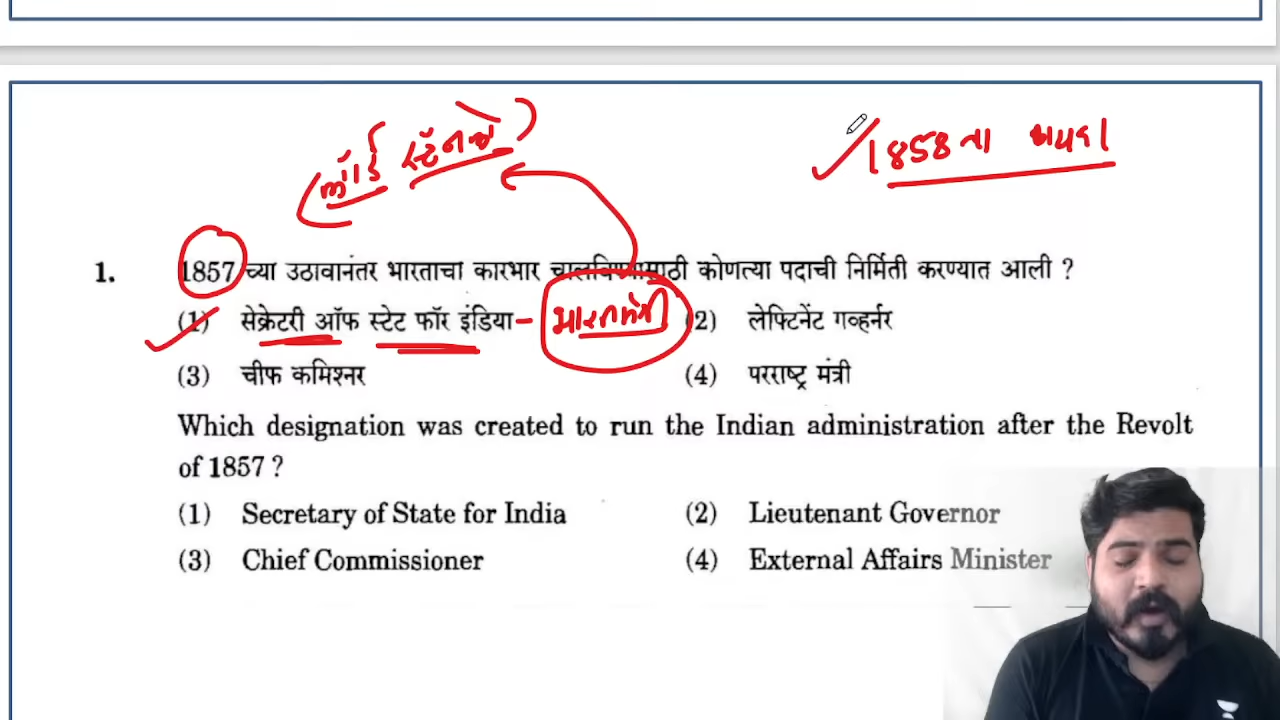 (लॉर्ड स्टॅनले)
1858 चा कायदा
1. 1857 च्या उठावानंतर भारताचा कारभार चालविण्यासाठी कोणत्या पदाची निर्मिती करण्यात आली ?
(1) सेक्रेटरी ऑफ स्टेट फॉर इंडिया - भारतमंत्री (2) लेफ्टिनेंट गव्हर्नर
(3) चीफ कमिश्नर (4) परराष्ट्र मंत्री
Which designation was created to run the Indian administration after the Revolt
of 1857 ?
(1) Secretary of State for India (2) Lieutenant Governor
(3) Chief Commissioner (4) External Affairs Minister